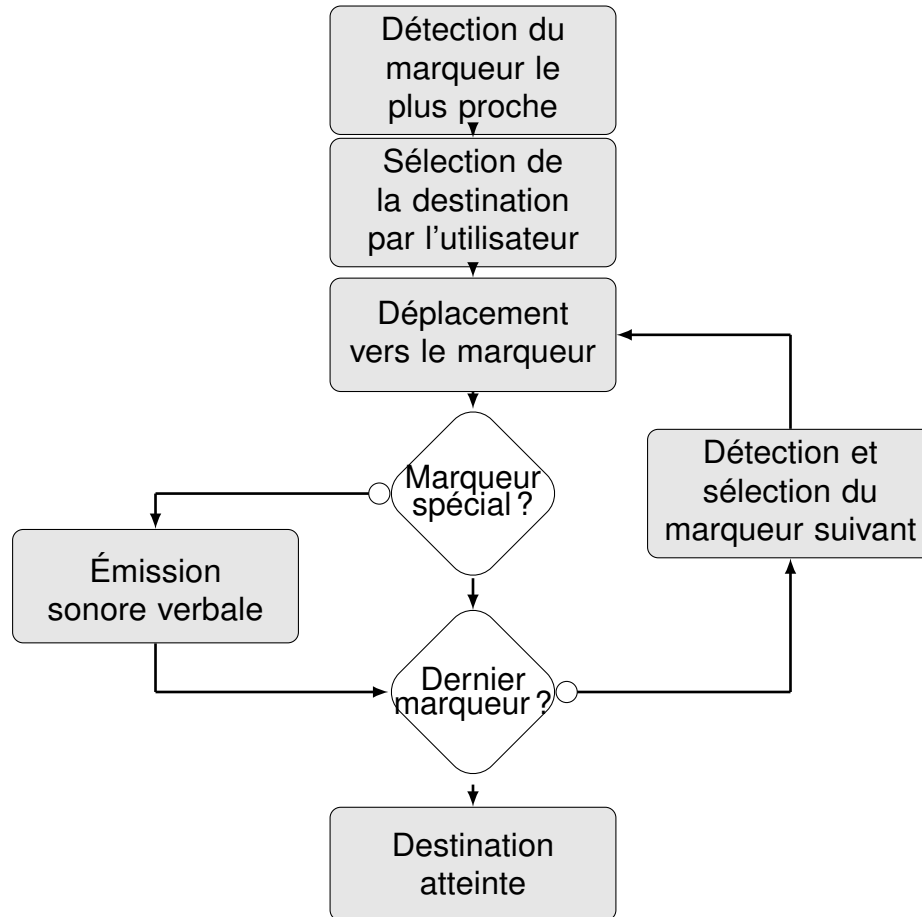 Détection du
marqueur le
plus proche
Sélection de
la destination
par l'utilisateur
Déplacement
vers le marqueur
Marqueur
spécial ?
Détection et
sélection du
marqueur suivant
Émission
sonore verbale
Dernier
marqueur ?
Destination
atteinte